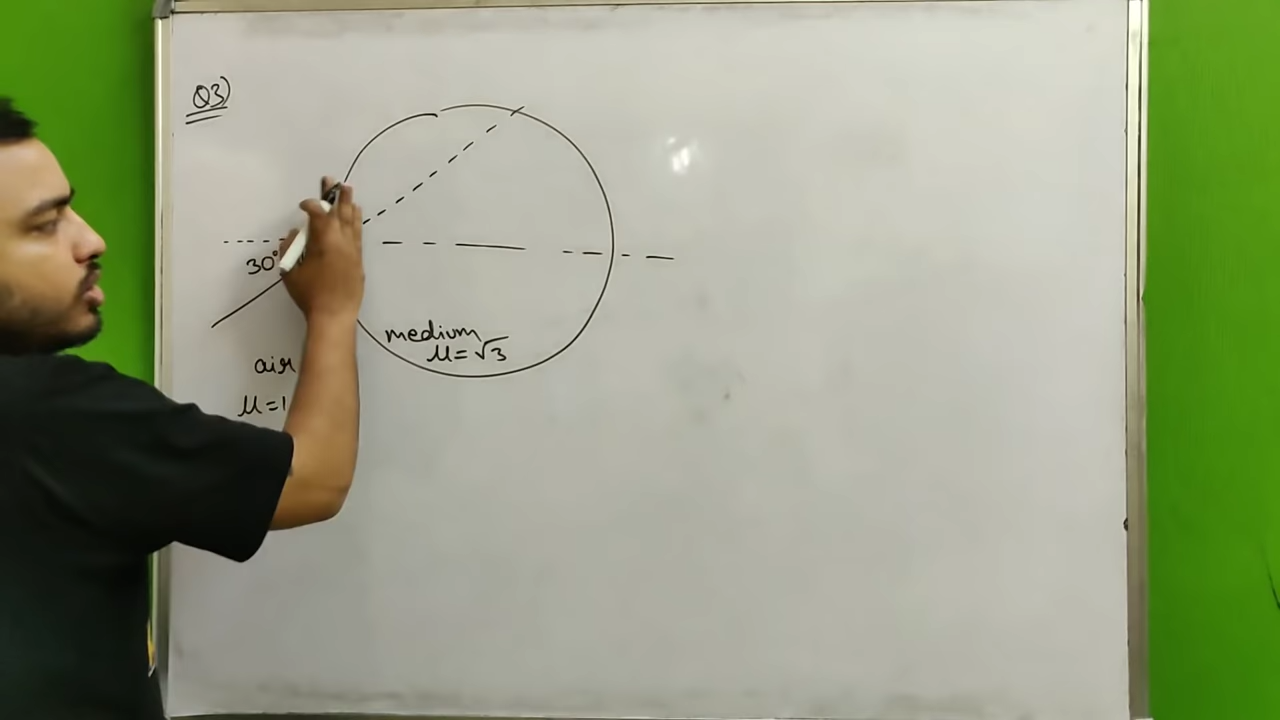 Q3)
30°
medium
μ=√3
air
μ=1